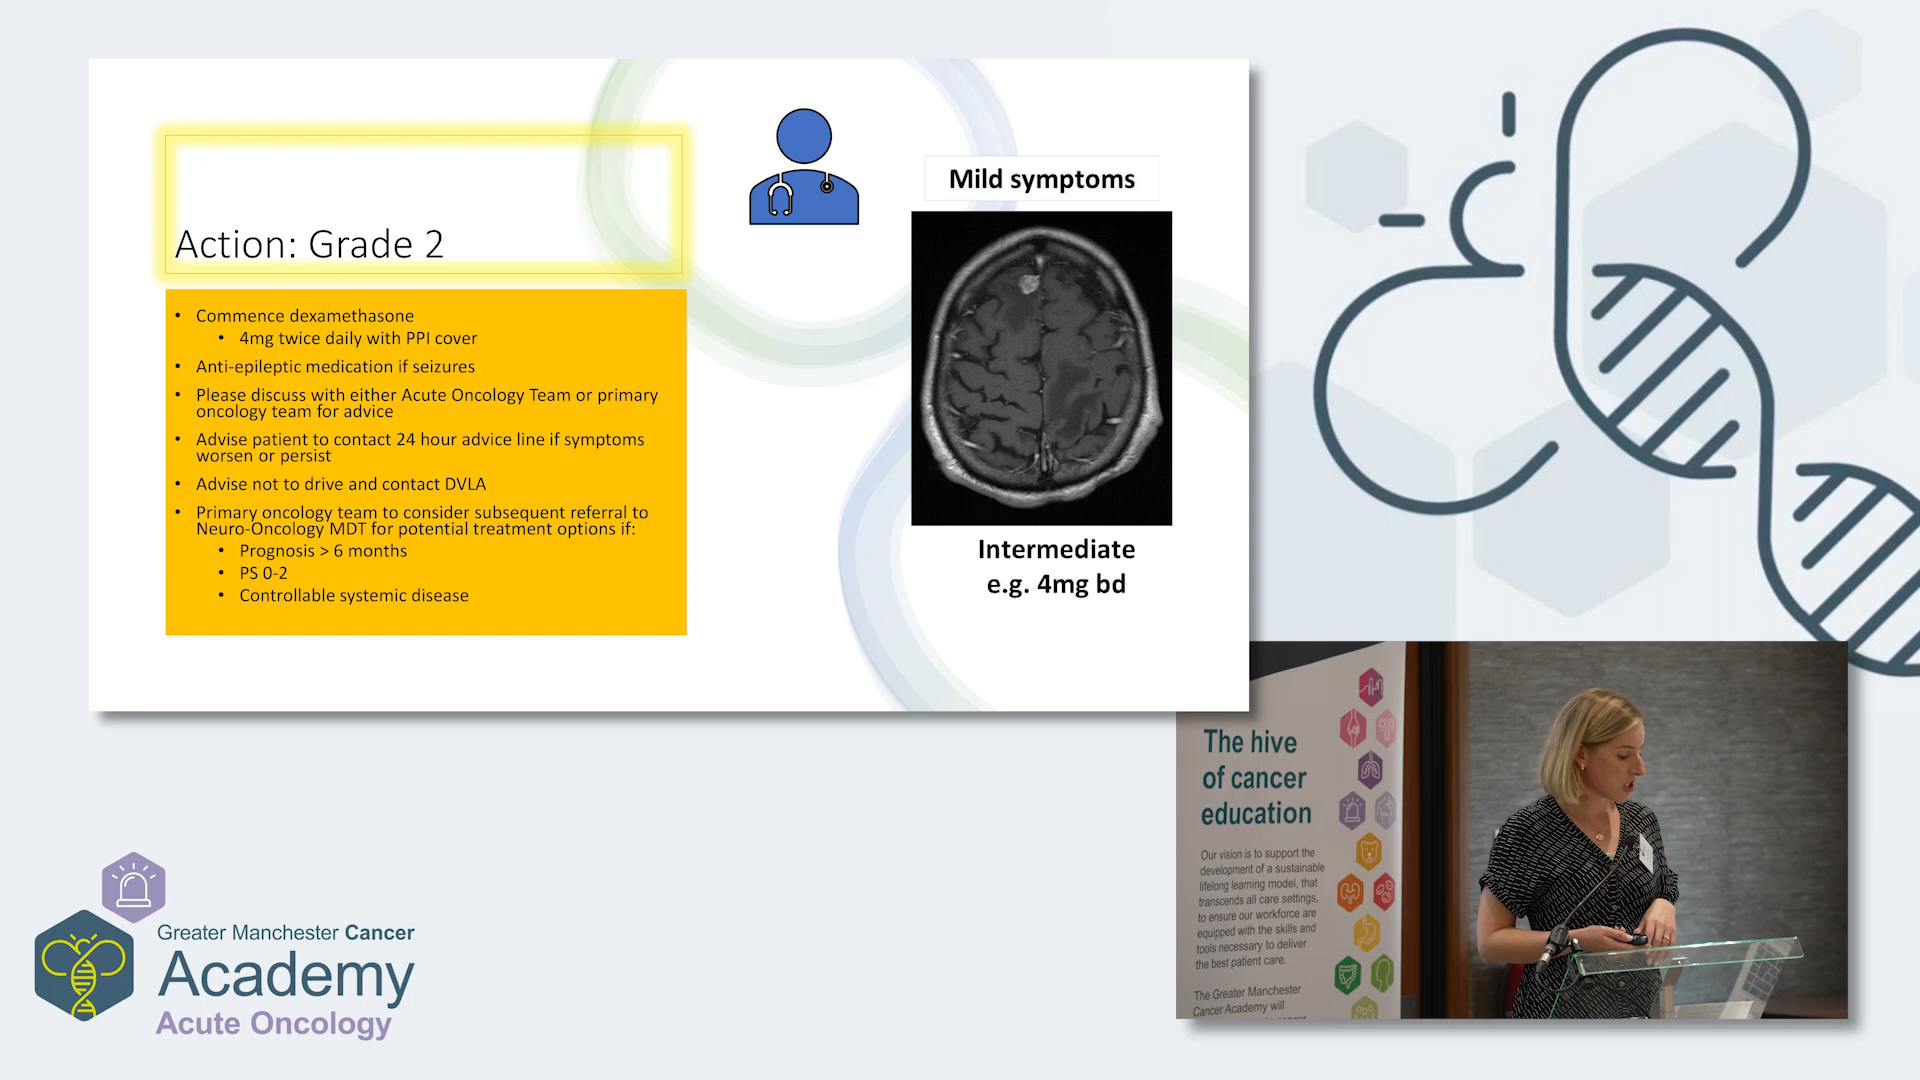 Action: Grade 2
• Commence dexamethasone
• 4mg twice daily with PPI cover
• Anti-epileptic medication if seizures
• Please discuss with either Acute Oncology Team or primary
oncology team for advice
• Advise patient to contact 24 hour advice line if symptoms
worsen or persist
• Advise not to drive and contact DVLA
• Primary oncology team to consider subsequent referral to
Neuro-Oncology MDT for potential treatment options if:
• Prognosis > 6 months
• PS 0-2
• Controllable systemic disease
Mild symptoms
Intermediate
e.g. 4mg bd
The hive
of cancer
education
Our vision is to support the
development of a sustainable
lifelong learning model, that
transcends all care settings,
to ensure our workforce are
equipped with the skills and
tools necessary to deliver
the best patient care.
The Greater Manchester
Cancer Academy will
Greater Manchester Cancer
Academy
Acute Oncology